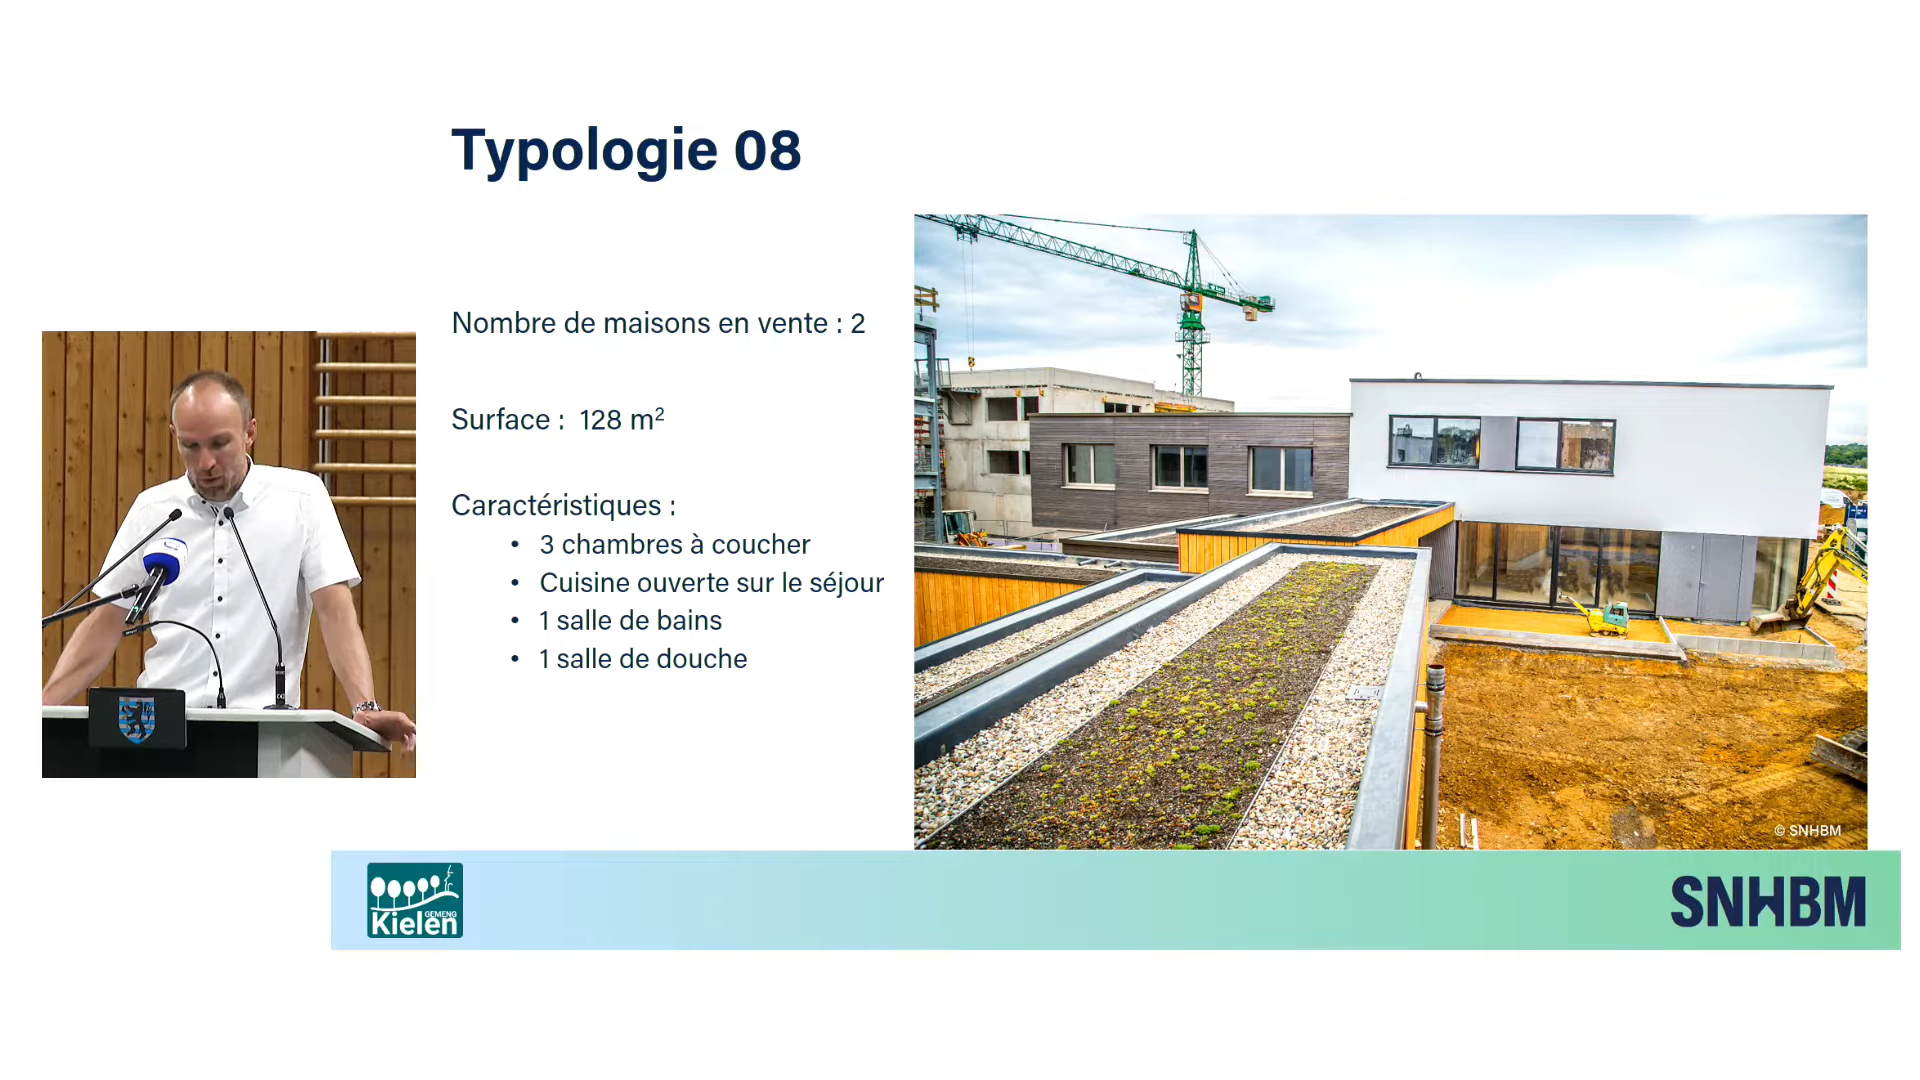 Typologie 08
Nombre de maisons en vente : 2
Surface : 128 m²
Caractéristiques :
• 3 chambres à coucher
• Cuisine ouverte sur le séjour
• 1 salle de bains
• 1 salle de douche
© SNHBM
GEMENG
Kielen
SNHBM